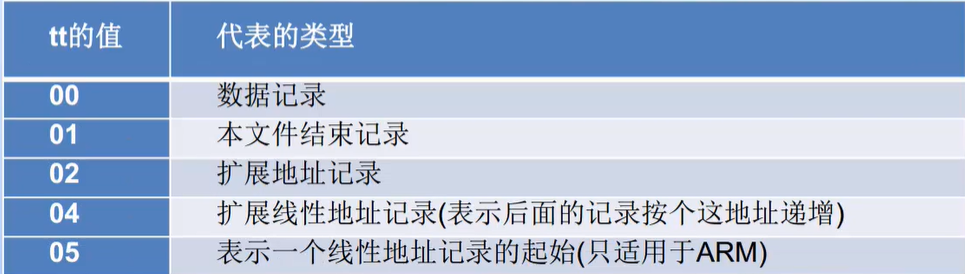 tt的值 代表的类型
00 数据记录
01 本文件结束记录
02 扩展地址记录
04 扩展线性地址记录(表示后面的记录按个这地址递增)
05 表示一个线性地址记录的起始(只适用于ARM)